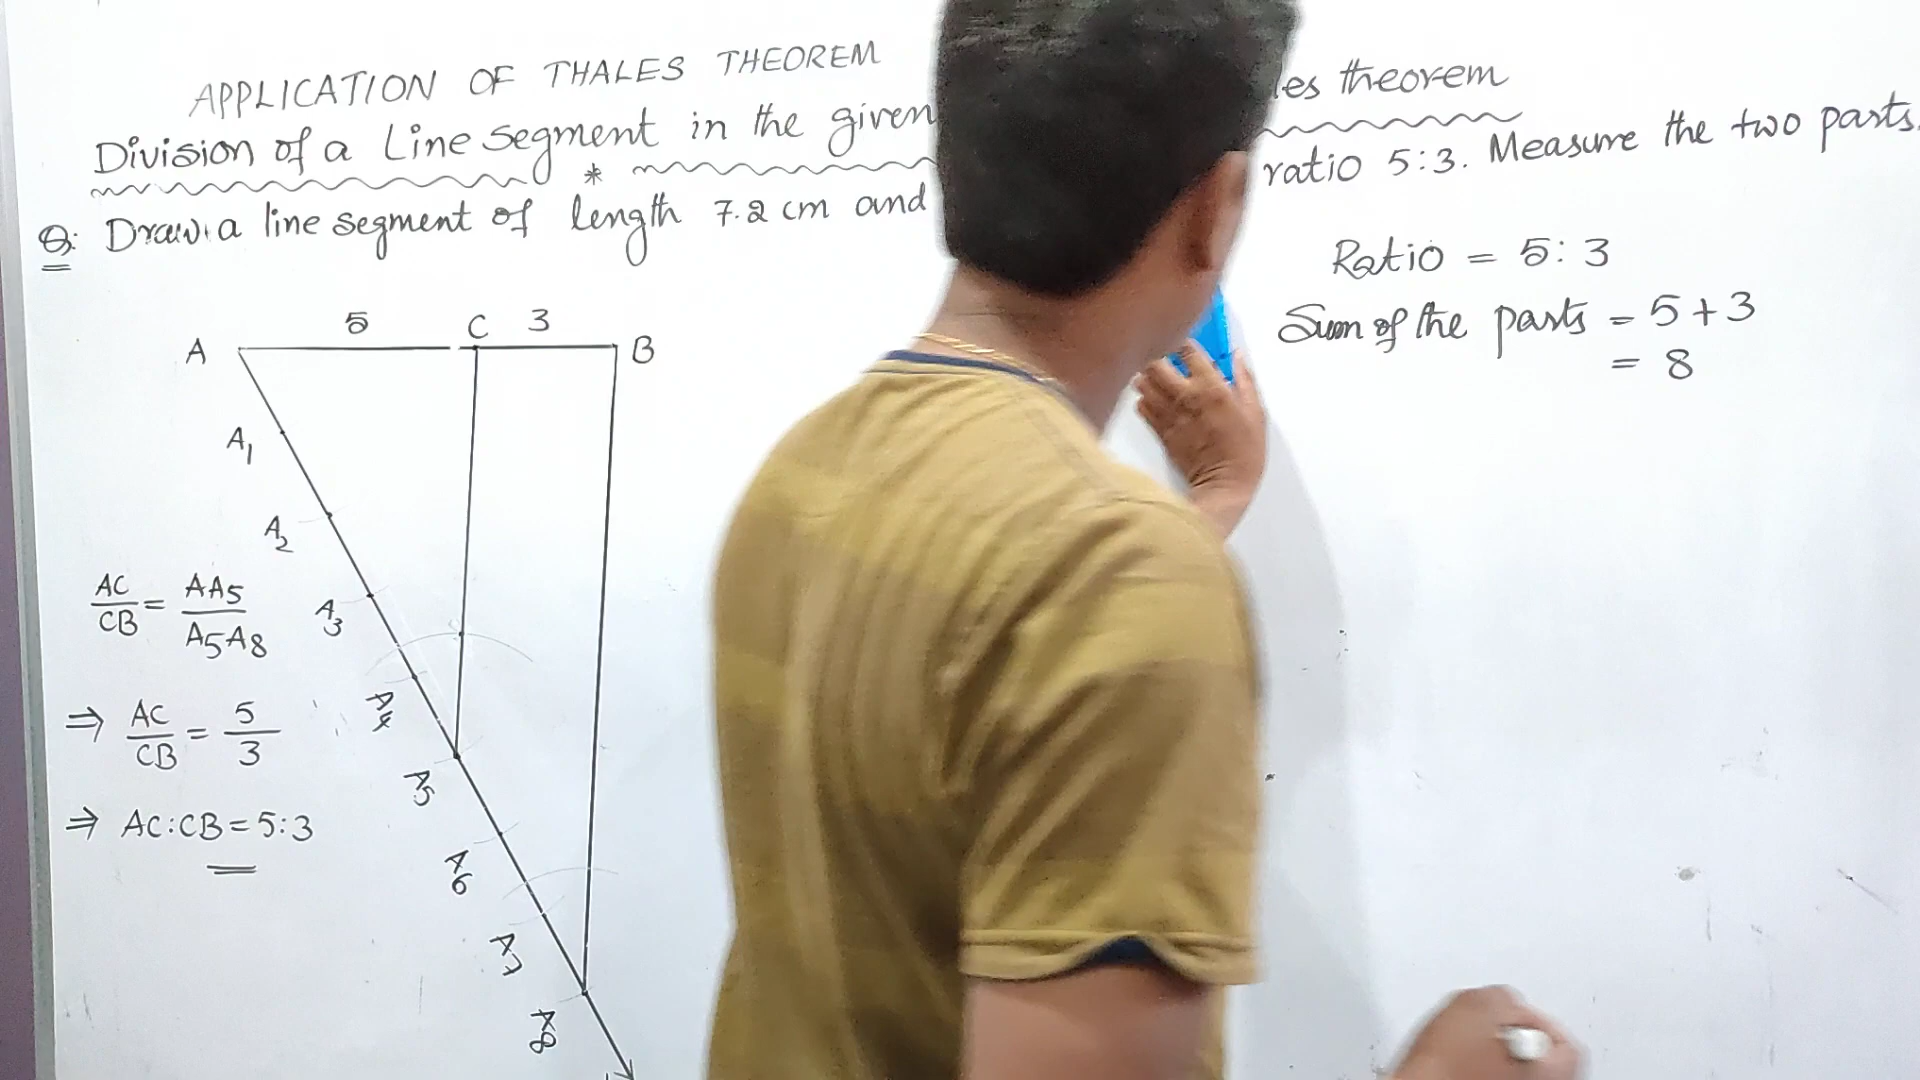 APPLICATION OF THALES THEOREM
Division of a Line Segment in the given
theorem
*
Q: Draw a line segment of length 7.2 cm and
ratio 5:3. Measure the two parts.
Ratio = 5:3
Sum of the parts = 5+3
= 8
5 C 3
A B
A1
A2
A3
A4
A5
A6
A7
A8
AC/CB = AA5/A5A8
⇒ AC/CB = 5/3
⇒ AC:CB=5:3